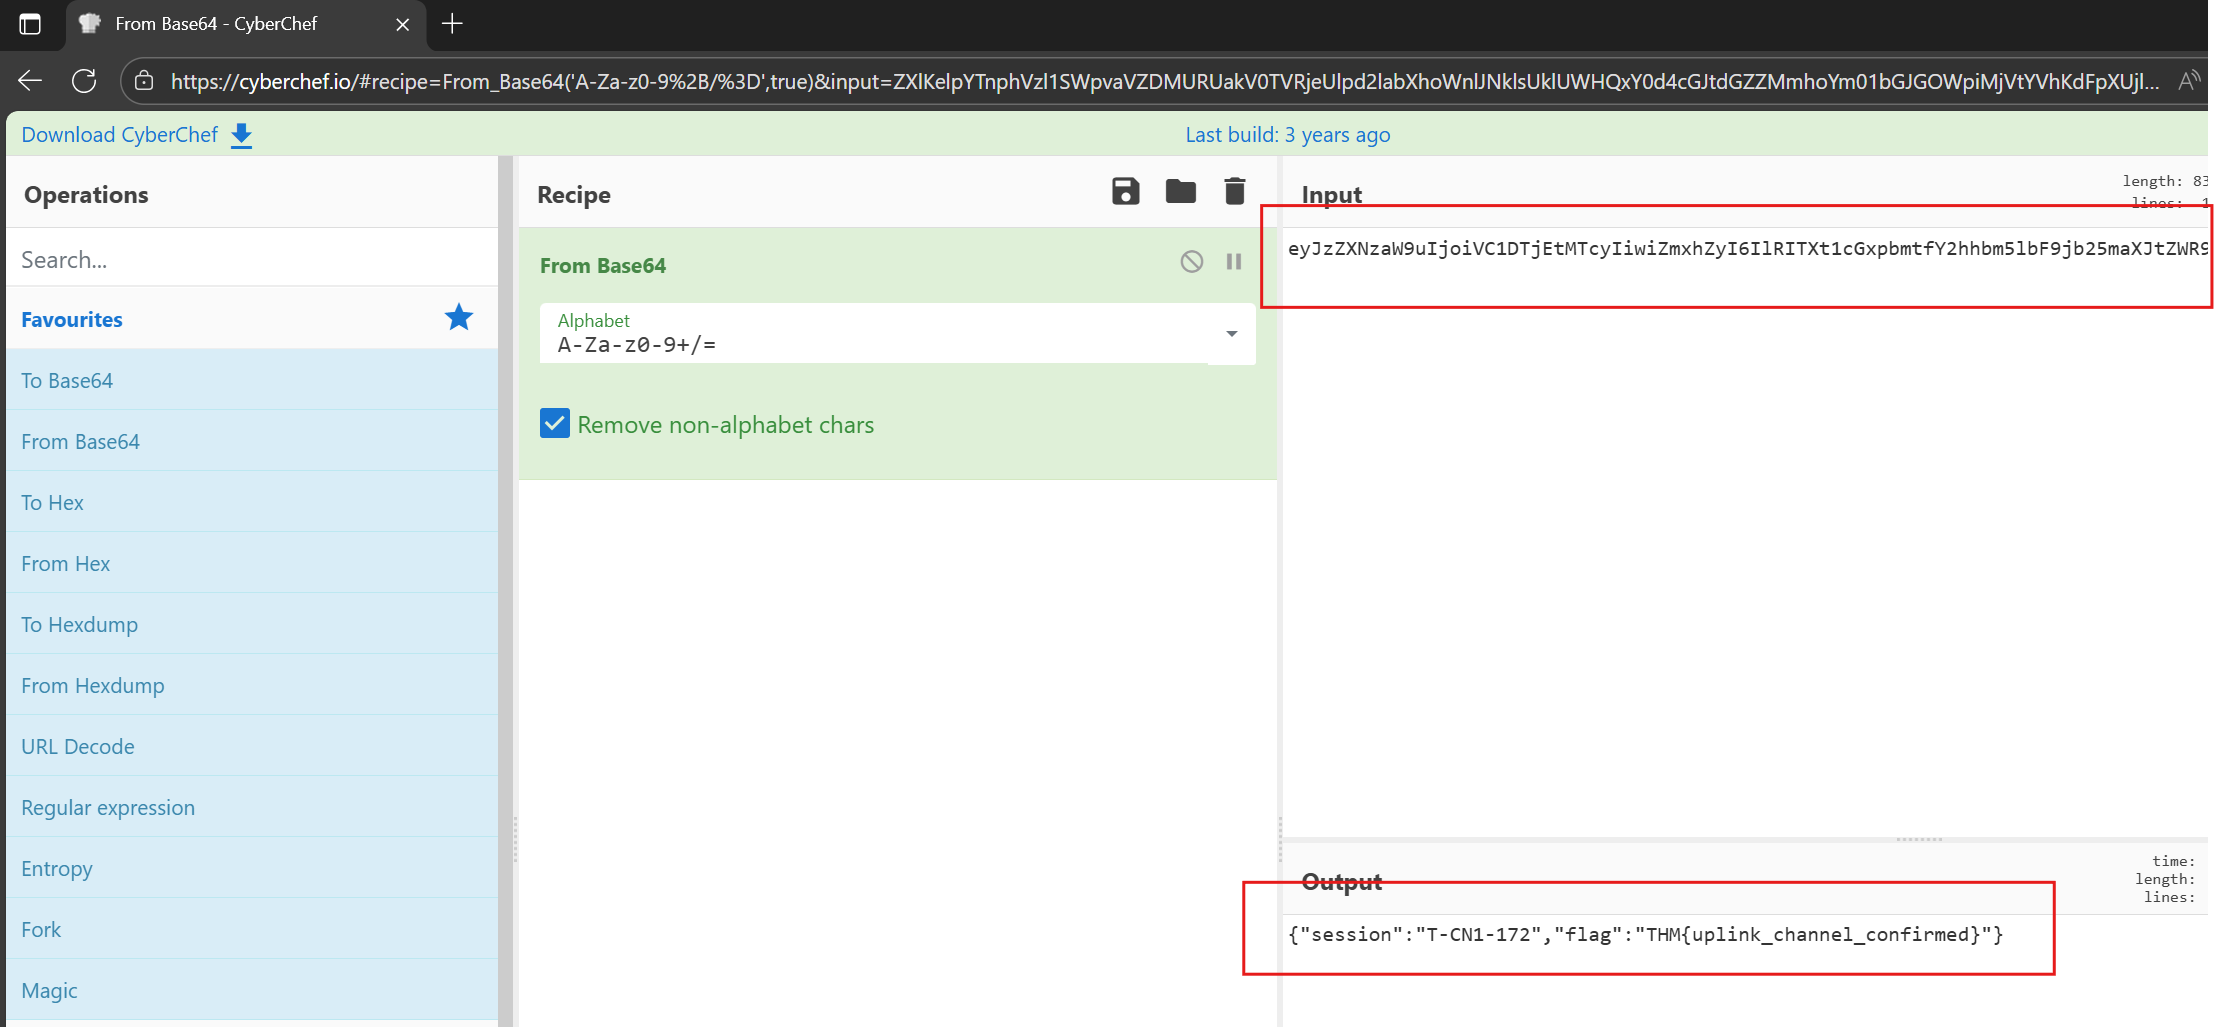 From Base64 - CyberChef
https://cyberchef.io/#recipe=From_Base64('A-Za-z0-9%2B/%3D',true)&input=ZXlKelpYTnphVzl1SWpvaVZDMURUakV0TVRjeUlpd2labXhoWnlJNklsUklUWHQxY0d4cGJtdGZZMmhoYm01bGJGOWpiMjVtYVhKdFpXUjl...
Download CyberChef
Last build: 3 years ago
Operations
Search...
Favourites
To Base64
From Base64
To Hex
From Hex
To Hexdump
From Hexdump
URL Decode
Regular expression
Entropy
Fork
Magic
Recipe
From Base64
Alphabet
A-Za-z0-9+/=
Remove non-alphabet chars
Input
length: 83
lines: 1
eyJzZXNzaW9uIjoiVC1DTjEtMTcyIiwiZmxhZyI6IlRITXt1cGxpbmtfY2hhbm5lbF9jb25maXJtZWR9
Output
time:
length:
lines:
{"session":"T-CN1-172","flag":"THM{uplink_channel_confirmed}"}